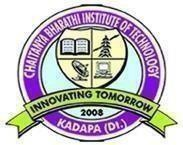 CHAITANYA BHARATHI INSTITUTE OF TECHNOLOGY
INNOVATING TOMORROW
2008
KADAPA (Dt.)